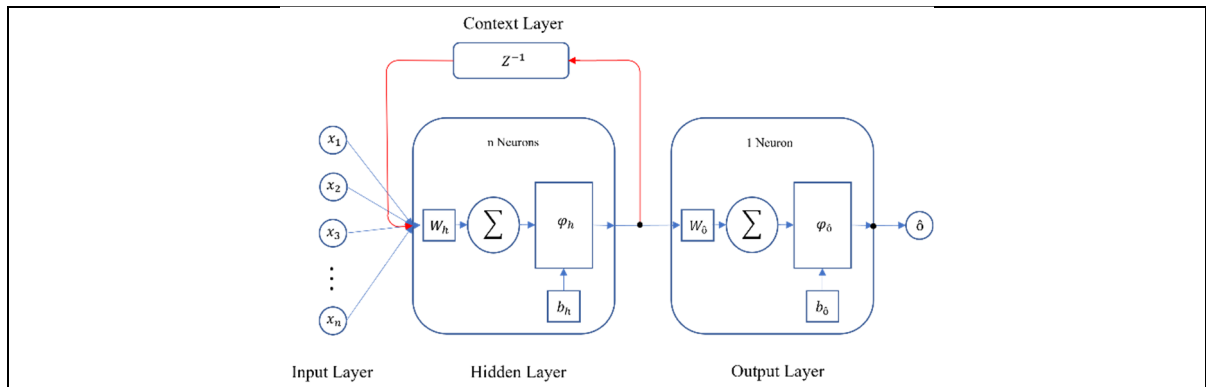 Context Layer
Z⁻¹
n Neurons
1 Neuron
x₁
x₂
x₃
⋮
xₙ
Wₕ
∑
φₕ
bₕ
W_ô
∑
φ_ô
b_ô
ô
Input Layer
Hidden Layer
Output Layer